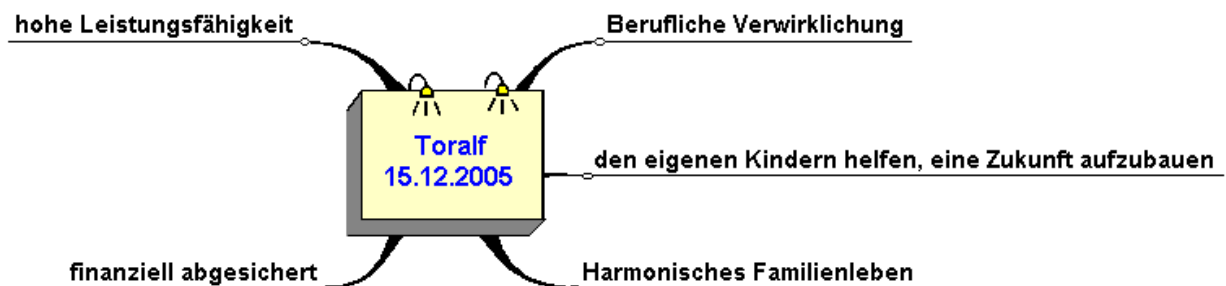 hohe Leistungsfähigkeit
Berufliche Verwirklichung
Toralf
15.12.2005
den eigenen Kindern helfen, eine Zukunft aufzubauen
finanziell abgesichert
Harmonisches Familienleben